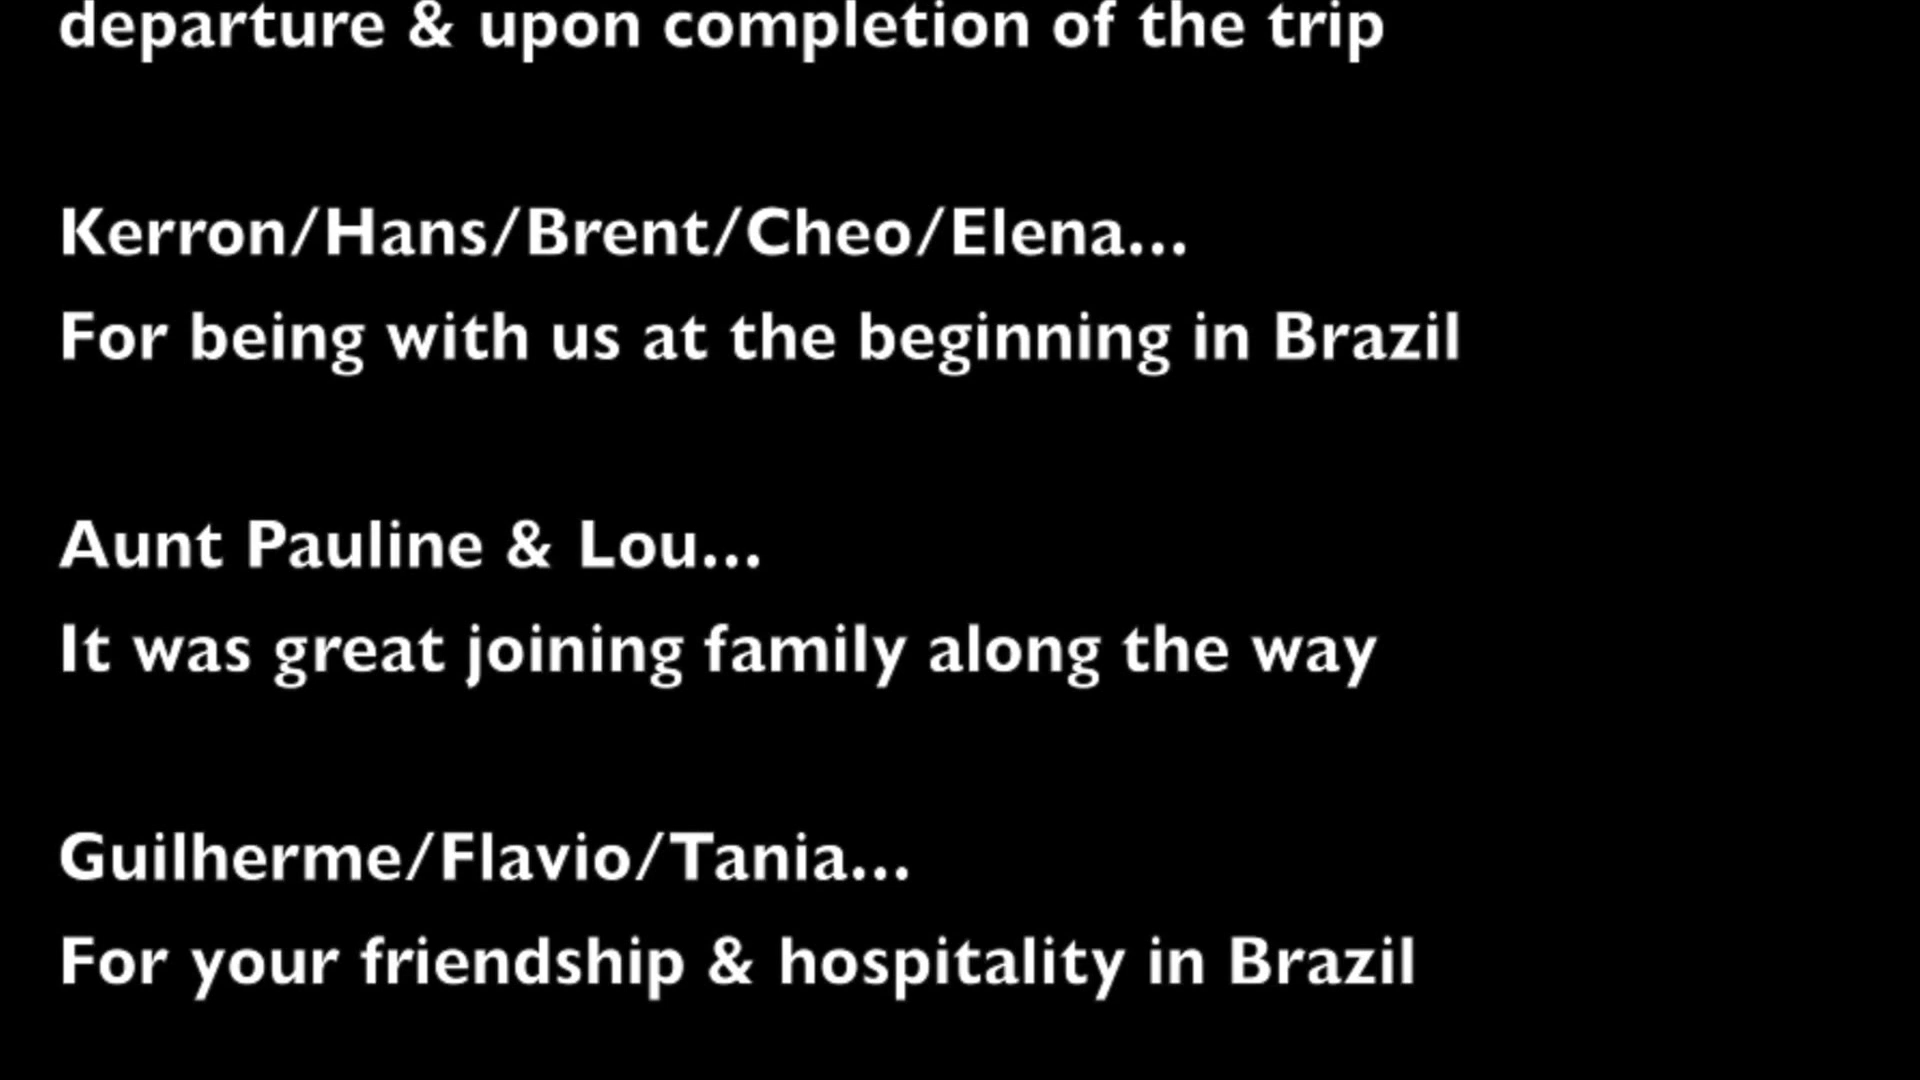 departure & upon completion of the trip
Kerron/Hans/Brent/Cheo/Elena...
For being with us at the beginning in Brazil
Aunt Pauline & Lou...
It was great joining family along the way
Guilherme/Flavio/Tania...
For your friendship & hospitality in Brazil